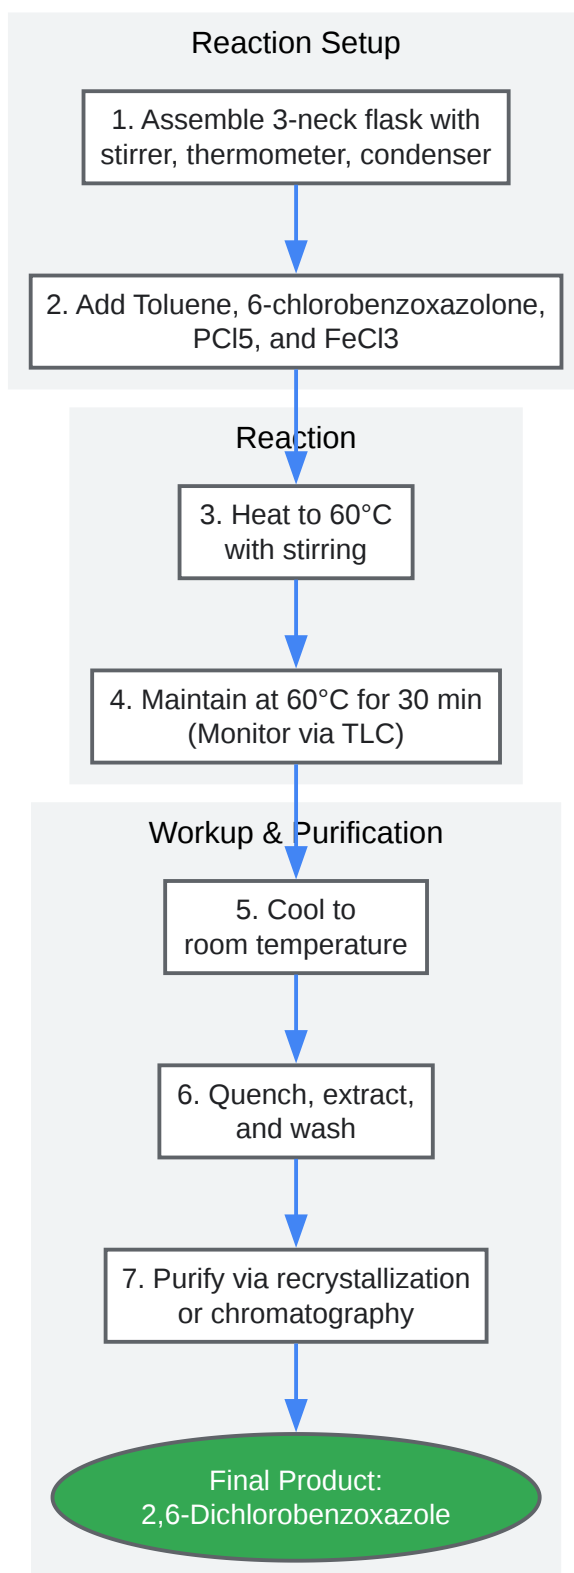 Reaction Setup
1. Assemble 3-neck flask with
stirrer, thermometer, condenser
2. Add Toluene, 6-chlorobenzoxazolone,
PCl5, and FeCl3
Reaction
3. Heat to 60°C
with stirring
4. Maintain at 60°C for 30 min
(Monitor via TLC)
Workup & Purification
5. Cool to
room temperature
6. Quench, extract,
and wash
7. Purify via recrystallization
or chromatography
Final Product:
2,6-Dichlorobenzoxazole